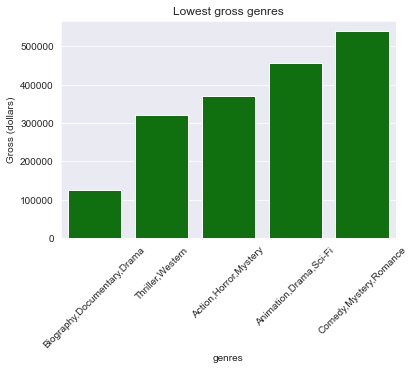 Lowest gross genres
Gross (dollars)
500000
400000
300000
200000
100000
0
Biography,Documentary,Drama
Thriller,Western
Action,Horror,Mystery
Animation,Drama,Sci-Fi
Comedy,Mystery,Romance
genres